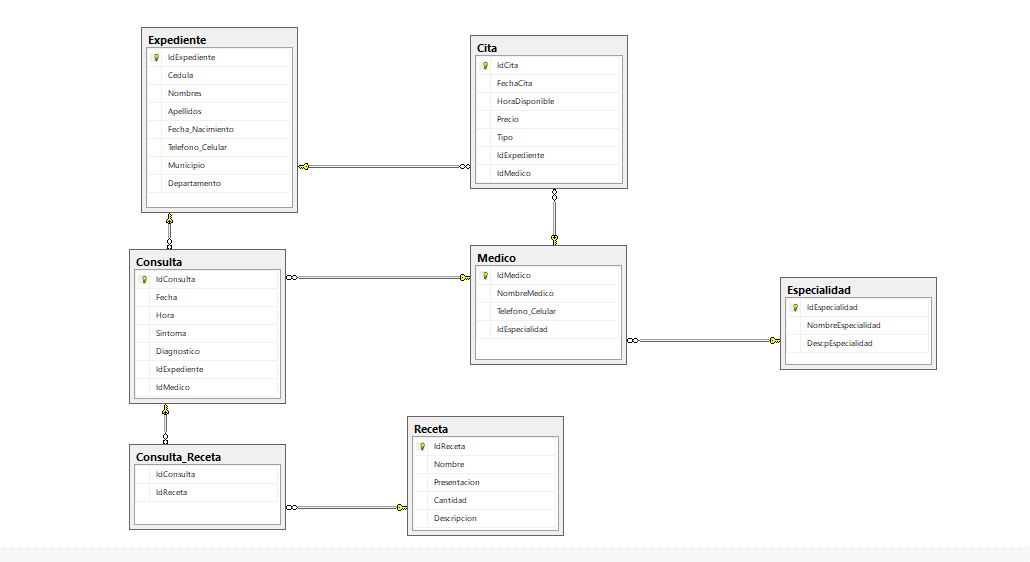 Expediente
IdExpediente
Cedula
Nombres
Apellidos
Fecha_Nacimiento
Telefono_Celular
Municipio
Departamento
Cita
IdCita
FechaCita
HoraDisponible
Precio
Tipo
IdExpediente
IdMedico
Consulta
IdConsulta
Fecha
Hora
Sintoma
Diagnostico
IdExpediente
IdMedico
Medico
IdMedico
NombreMedico
Telefono_Celular
IdEspecialidad
Especialidad
IdEspecialidad
NombreEspecialidad
DescpEspecialidad
Consulta_Receta
IdConsulta
IdReceta
Receta
IdReceta
Nombre
Presentacion
Cantidad
Descripcion